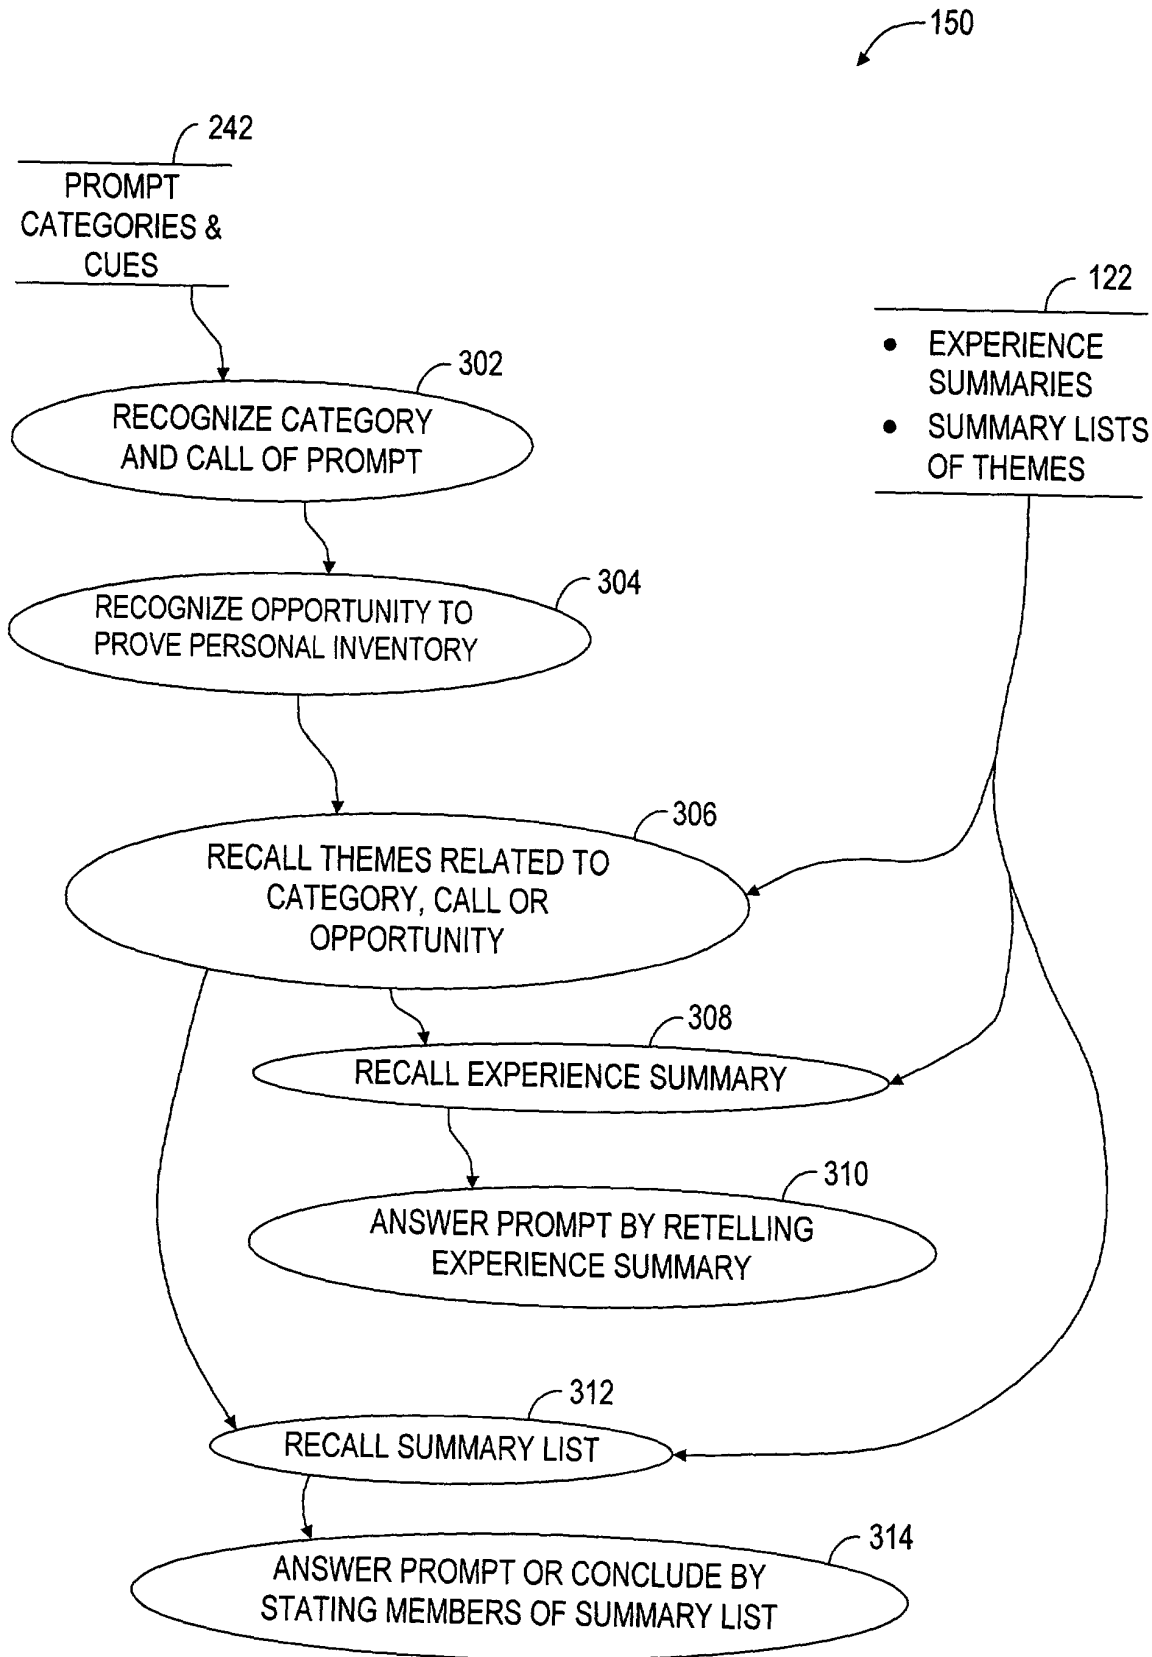 150
242
PROMPT
CATEGORIES &
CUES
122
• EXPERIENCE
SUMMARIES
• SUMMARY LISTS
OF THEMES
302
RECOGNIZE CATEGORY
AND CALL OF PROMPT
304
RECOGNIZE OPPORTUNITY TO
PROVE PERSONAL INVENTORY
306
RECALL THEMES RELATED TO
CATEGORY, CALL OR
OPPORTUNITY
308
RECALL EXPERIENCE SUMMARY
310
ANSWER PROMPT BY RETELLING
EXPERIENCE SUMMARY
312
RECALL SUMMARY LIST
314
ANSWER PROMPT OR CONCLUDE BY
STATING MEMBERS OF SUMMARY LIST